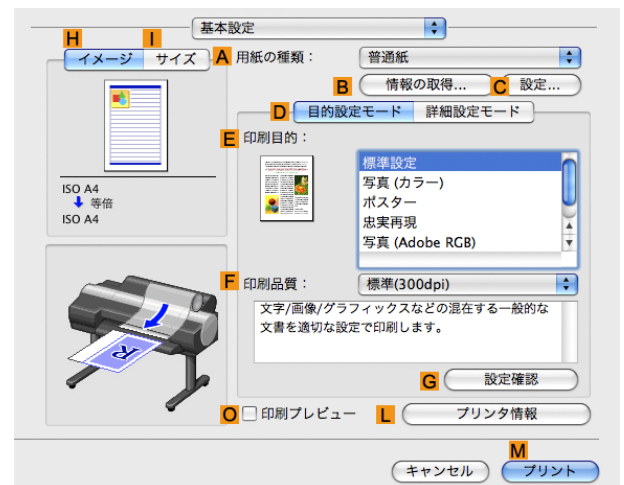 基本設定
H I
イメージ サイズ
A 用紙の種類： 普通紙
B 情報の取得... C 設定...
D 目的設定モード 詳細設定モード
E 印刷目的：
標準設定
写真 (カラー)
ポスター
忠実再現
写真 (Adobe RGB)
ISO A4
等倍
ISO A4
F 印刷品質： 標準(300dpi)
文字/画像/グラフィックスなどの混在する一般的な
文書を適切な設定で印刷します。
R
G 設定確認
O 印刷プレビュー L プリンタ情報
M
キャンセル プリント